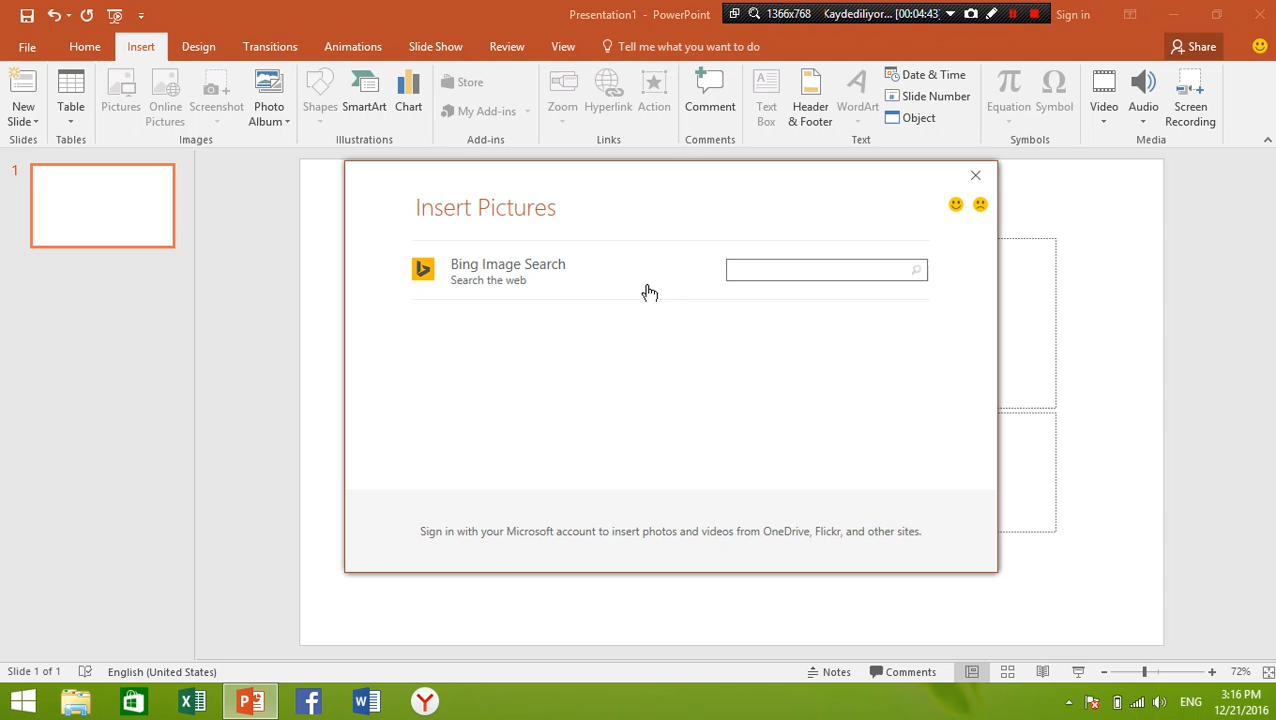 Presentation1 - PowerPoint
1366x768
Kaydediliyor... [00:04:43]
Sign in
File
Home
Insert
Design
Transitions
Animations
Slide Show
Review
View
Tell me what you want to do
Share
New Slide
Table
Pictures
Online Pictures
Screenshot
Photo Album
Shapes
SmartArt
Chart
Store
My Add-ins
Zoom
Hyperlink
Action
Comment
Text Box
Header & Footer
WordArt
Date & Time
Slide Number
Object
Equation
Symbol
Video
Audio
Screen Recording
Slides
Tables
Images
Illustrations
Add-ins
Links
Comments
Text
Symbols
Media
1
Insert Pictures
Bing Image Search
Search the web
Sign in with your Microsoft account to insert photos and videos from OneDrive, Flickr, and other sites.
Slide 1 of 1
English (United States)
Notes
Comments
72%
ENG
3:16 PM
12/21/2016